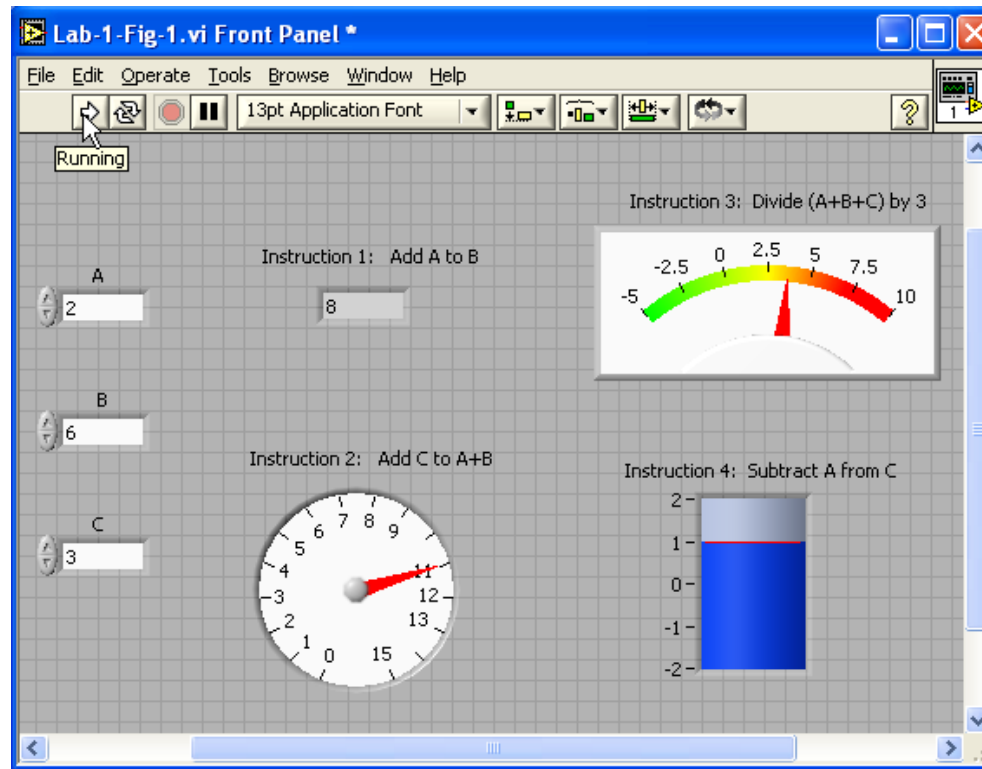 Lab-1-Fig-1.vi Front Panel *
File Edit Operate Tools Browse Window Help
13pt Application Font
?
1
Running
Instruction 3: Divide (A+B+C) by 3
-5 -2.5 0 2.5 5 7.5 10
Instruction 1: Add A to B
8
A
2
B
6
C
3
Instruction 2: Add C to A+B
0 1 2 3 4 5 6 7 8 9 11 12 13 15
Instruction 4: Subtract A from C
2
1
0
-1
-2